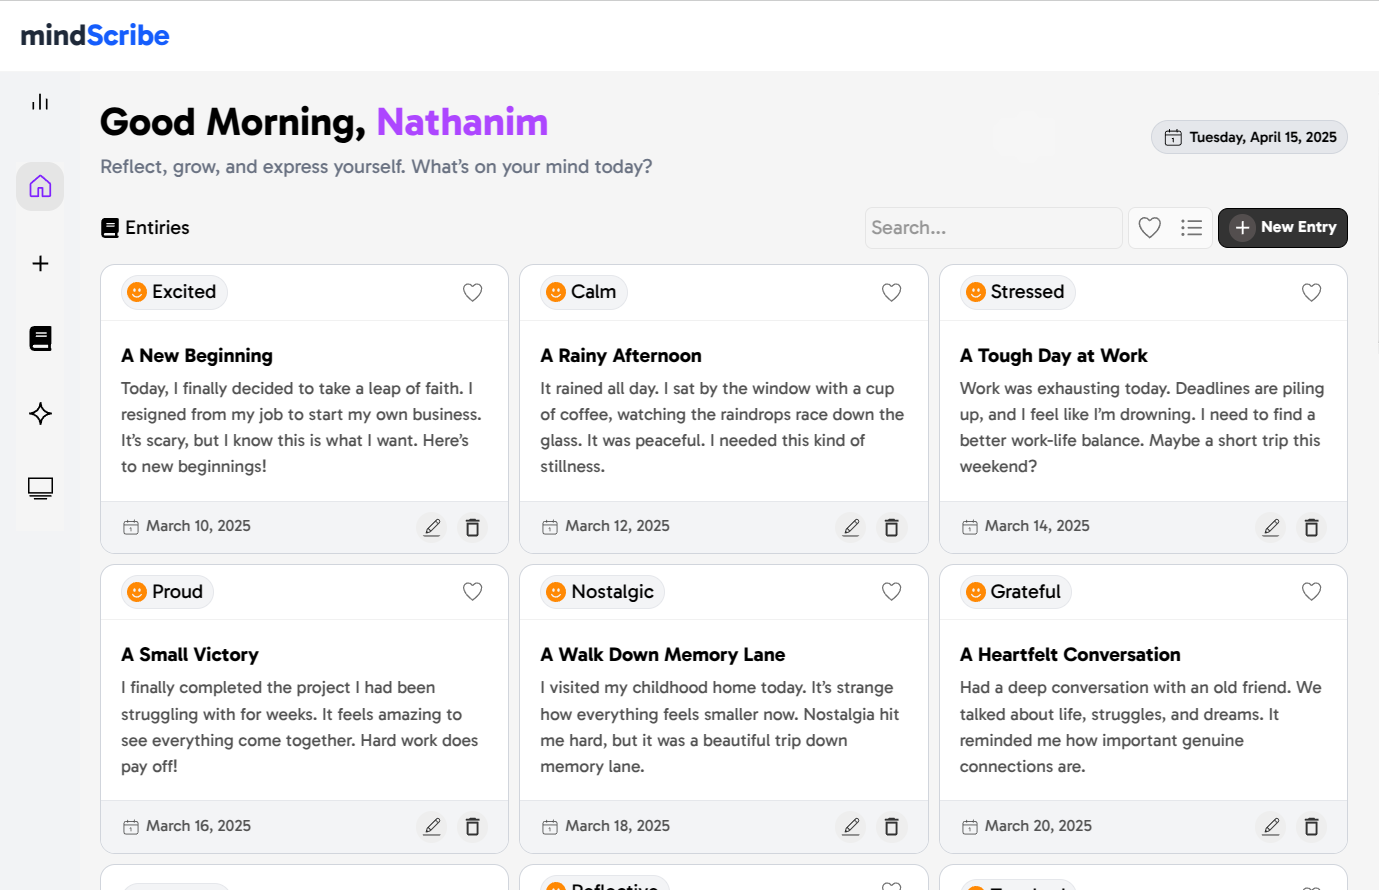 mindScribe
Good Morning, Nathanim
Reflect, grow, and express yourself. What's on your mind today?
Tuesday, April 15, 2025
Entiries
Search...
New Entry
Excited
A New Beginning
Today, I finally decided to take a leap of faith. I
resigned from my job to start my own business.
It's scary, but I know this is what I want. Here's
to new beginnings!
March 10, 2025
Calm
A Rainy Afternoon
It rained all day. I sat by the window with a cup
of coffee, watching the raindrops race down the
glass. It was peaceful. I needed this kind of
stillness.
March 12, 2025
Stressed
A Tough Day at Work
Work was exhausting today. Deadlines are piling
up, and I feel like I'm drowning. I need to find a
better work-life balance. Maybe a short trip this
weekend?
March 14, 2025
Proud
A Small Victory
I finally completed the project I had been
struggling with for weeks. It feels amazing to
see everything come together. Hard work does
pay off!
March 16, 2025
Nostalgic
A Walk Down Memory Lane
I visited my childhood home today. It's strange
how everything feels smaller now. Nostalgia hit
me hard, but it was a beautiful trip down
memory lane.
March 18, 2025
Grateful
A Heartfelt Conversation
Had a deep conversation with an old friend. We
talked about life, struggles, and dreams. It
reminded me how important genuine
connections are.
March 20, 2025
Reflective